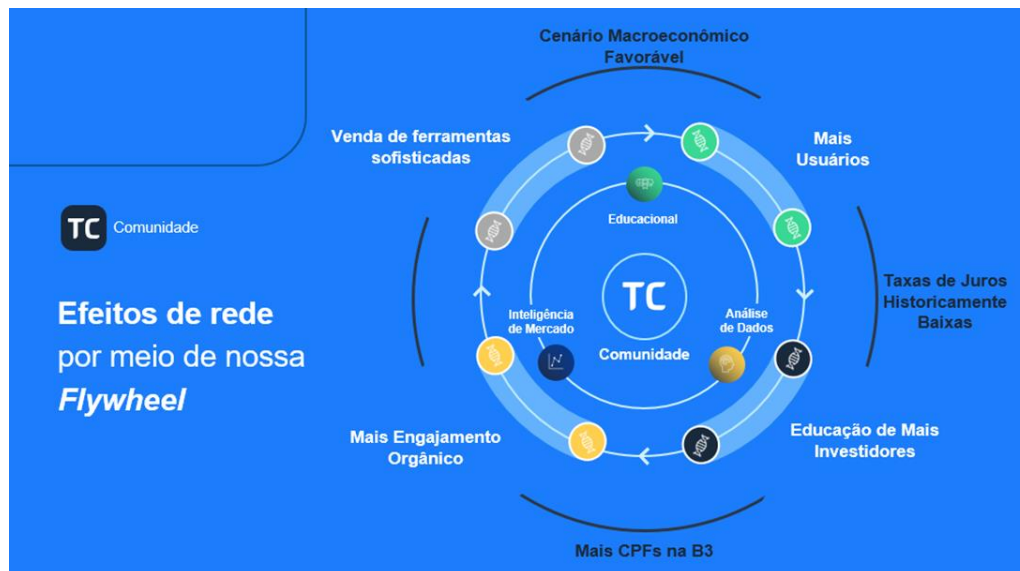 Cenário Macroeconômico
Favorável
Venda de ferramentas
sofisticadas
Mais
Usuários
Educacional
TC Comunidade
Efeitos de rede
por meio de nossa
Flywheel
TC
Comunidade
Inteligência
de Mercado
Análise
de Dados
Taxas de Juros
Historicamente
Baixas
Mais Engajamento
Orgânico
Educação de Mais
Investidores
Mais CPFs na B3